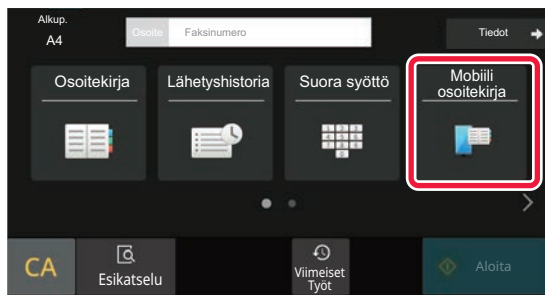 Alkup.
A4
Osoite Faksinumero
Tiedot
Osoitekirja
Lähetyshistoria
Suora syöttö
Mobiili
osoitekirja
CA
Esikatselu
Viimeiset
Työt
Aloita